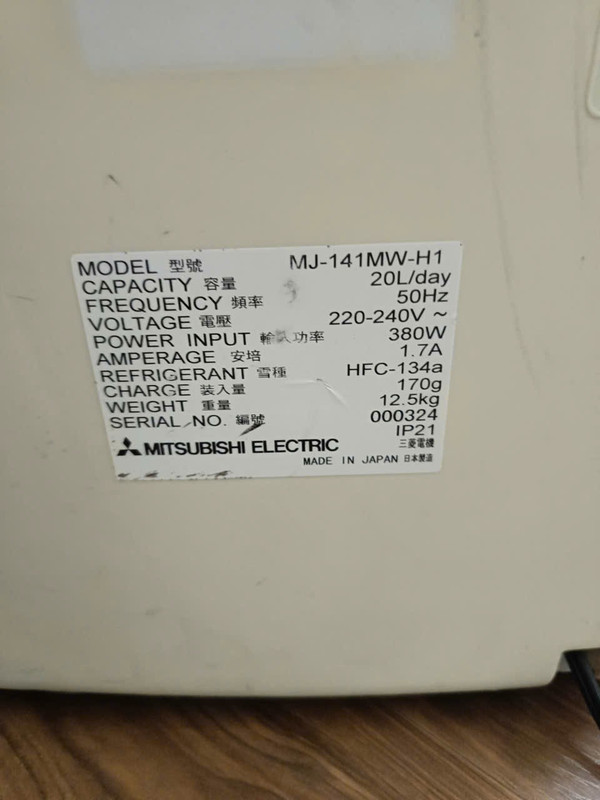 MODEL 型號 MJ-141MW-H1
CAPACITY 容量 20L/day
FREQUENCY 頻率 50Hz
VOLTAGE 電壓 220-240V ~
POWER INPUT 輸入功率 380W
AMPERAGE 安培 1.7A
REFRIGERANT 雪種 HFC-134a
CHARGE 裝入量 170g
WEIGHT 重量 12.5kg
SERIAL NO. 編號 000324
IP21
MITSUBISHI ELECTRIC 三菱電機
MADE IN JAPAN 日本製造